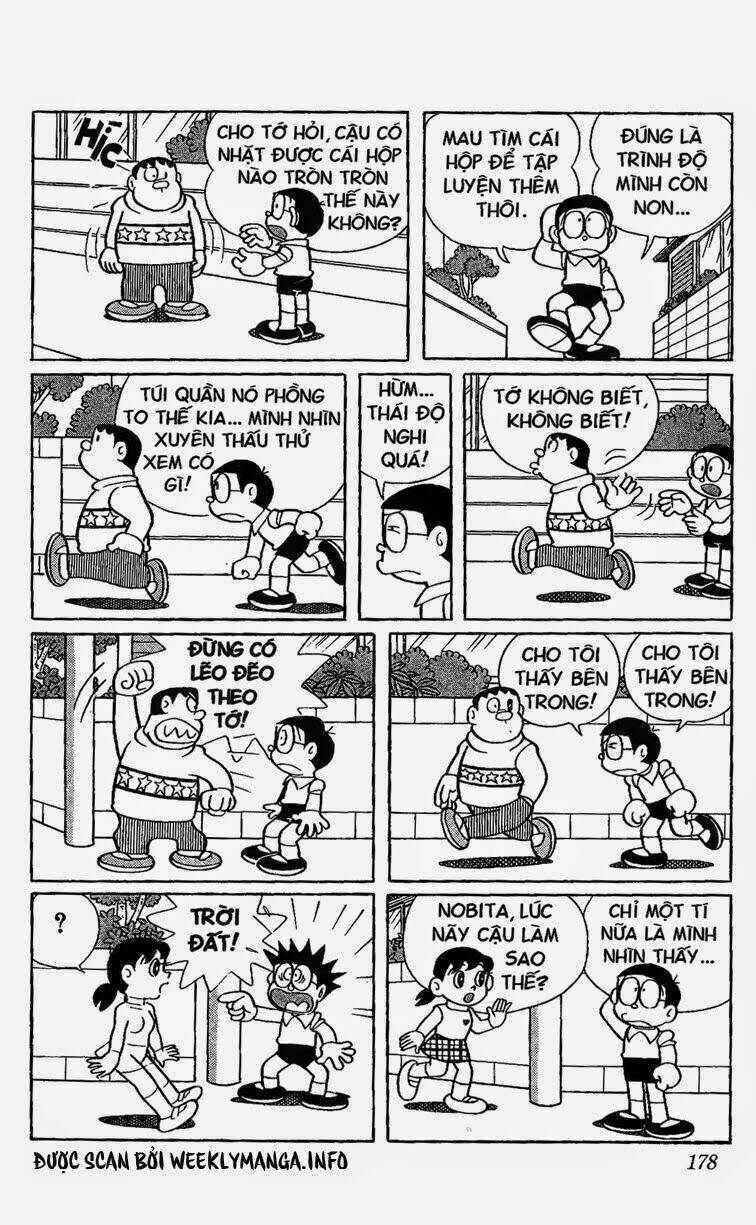 ĐÚNG LÀ
TRÌNH ĐỘ
MÌNH CÒN
NON...
MAU TÌM CÁI
HỘP ĐỂ TẬP
LUYỆN THÊM
THÔI.
CHO TỚ HỎI, CẬU CÓ
NHẶT ĐƯỢC CÁI HỘP
NÀO TRÒN TRÒN
THẾ NÀY
KHÔNG?
HÍC
TỚ KHÔNG BIẾT,
KHÔNG BIẾT!
HỪM...
THÁI ĐỘ
NGHI
QUÁ!
TÚI QUẦN NÓ PHỒNG
TO THẾ KIA... MÌNH NHÌN
XUYÊN THẤU THỬ
XEM CÓ
GÌ!
CHO TÔI
THẤY BÊN
TRONG!
CHO TÔI
THẤY BÊN
TRONG!
ĐỪNG CÓ
LẼO ĐẼO
THEO
TỚ!
CHỈ MỘT TÍ
NỮA LÀ MÌNH
NHÌN THẤY...
NOBITA, LÚC
NÃY CẬU LÀM
SAO
THẾ?
TRỜI
ĐẤT!
?
ĐƯỢC SCAN BỞI WEEKLYMANGA.INFO
178